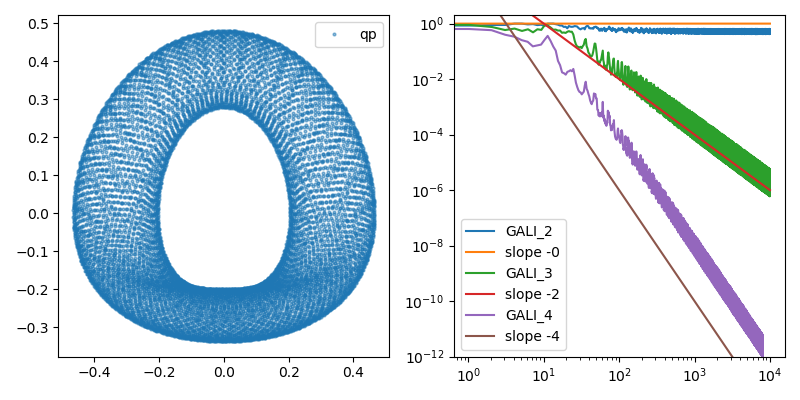 qp
0.5
0.4
0.3
0.2
0.1
0.0
−0.1
−0.2
−0.3
−0.4 −0.2 0.0 0.2 0.4
10^0
10^−2
10^−4
10^−6
10^−8
10^−10
10^−12
GALI_2
slope -0
GALI_3
slope -2
GALI_4
slope -4
10^0 10^1 10^2 10^3 10^4